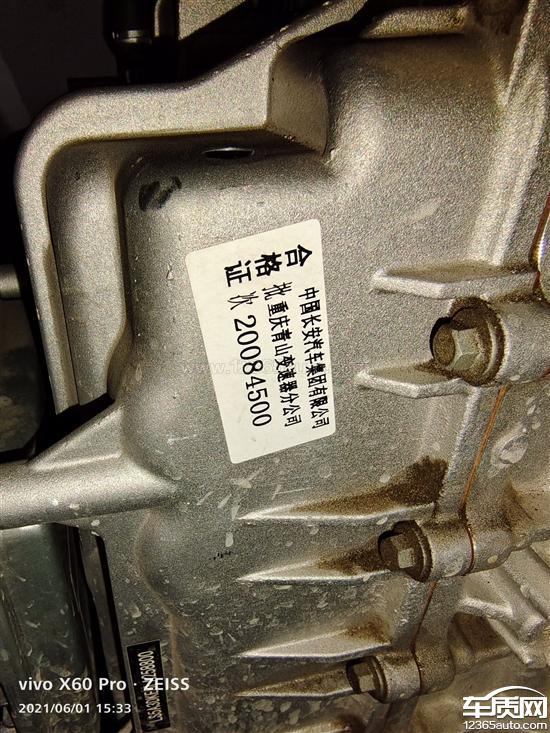 中国长安汽车集团有限公司
重庆青山变速器分公司
合格证
批次 20084500
vivo X60 Pro · ZEISS
2021/06/01 15:33
车质网
12365auto.com